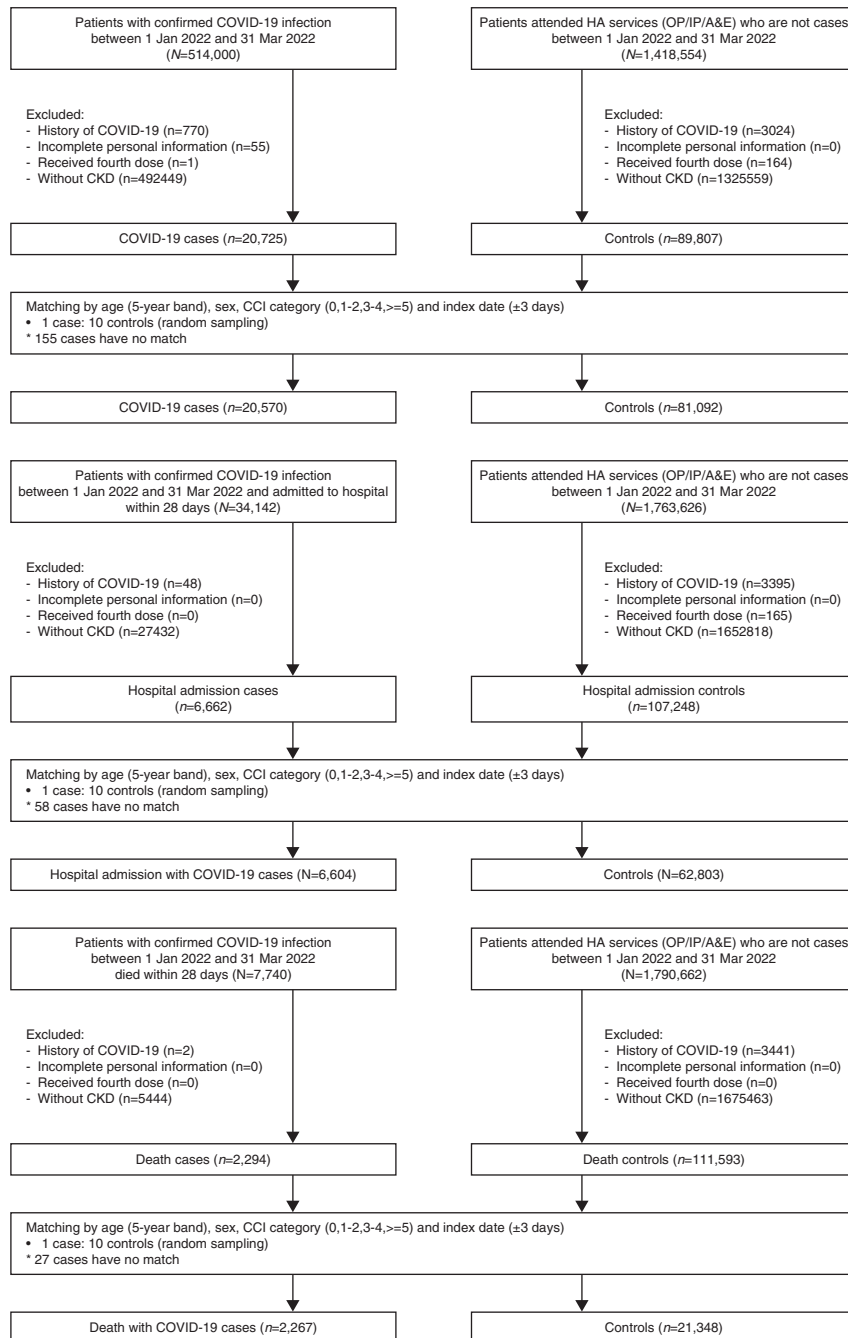 Patients with confirmed COVID-19 infection
between 1 Jan 2022 and 31 Mar 2022
(N=514,000)
Patients attended HA services (OP/IP/A&E) who are not cases
between 1 Jan 2022 and 31 Mar 2022
(N=1,418,554)
Excluded:
- History of COVID-19 (n=770)
- Incomplete personal information (n=55)
- Received fourth dose (n=1)
- Without CKD (n=492449)
Excluded:
- History of COVID-19 (n=3024)
- Incomplete personal information (n=0)
- Received fourth dose (n=164)
- Without CKD (n=1325559)
COVID-19 cases (n=20,725)
Controls (n=89,807)
Matching by age (5-year band), sex, CCI category (0,1-2,3-4,>=5) and index date (±3 days)
• 1 case: 10 controls (random sampling)
* 155 cases have no match
COVID-19 cases (n=20,570)
Controls (n=81,092)
Patients with confirmed COVID-19 infection
between 1 Jan 2022 and 31 Mar 2022 and admitted to hospital
within 28 days (N=34,142)
Patients attended HA services (OP/IP/A&E) who are not cases
between 1 Jan 2022 and 31 Mar 2022
(N=1,763,626)
Excluded:
- History of COVID-19 (n=48)
- Incomplete personal information (n=0)
- Received fourth dose (n=0)
- Without CKD (n=27432)
Excluded:
- History of COVID-19 (n=3395)
- Incomplete personal information (n=0)
- Received fourth dose (n=165)
- Without CKD (n=1652818)
Hospital admission cases
(n=6,662)
Hospital admission controls
(n=107,248)
Matching by age (5-year band), sex, CCI category (0,1-2,3-4,>=5) and index date (±3 days)
• 1 case: 10 controls (random sampling)
* 58 cases have no match
Hospital admission with COVID-19 cases (N=6,604)
Controls (N=62,803)
Patients with confirmed COVID-19 infection
between 1 Jan 2022 and 31 Mar 2022
died within 28 days (N=7,740)
Patients attended HA services (OP/IP/A&E) who are not cases
between 1 Jan 2022 and 31 Mar 2022
(N=1,790,662)
Excluded:
- History of COVID-19 (n=2)
- Incomplete personal information (n=0)
- Received fourth dose (n=0)
- Without CKD (n=5444)
Excluded:
- History of COVID-19 (n=3441)
- Incomplete personal information (n=0)
- Received fourth dose (n=0)
- Without CKD (n=1675463)
Death cases (n=2,294)
Death controls (n=111,593)
Matching by age (5-year band), sex, CCI category (0,1-2,3-4,>=5) and index date (±3 days)
• 1 case: 10 controls (random sampling)
* 27 cases have no match
Death with COVID-19 cases (n=2,267)
Controls (n=21,348)